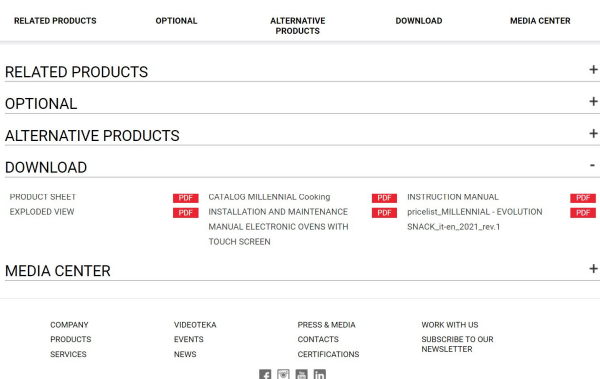 RELATED PRODUCTS
OPTIONAL
ALTERNATIVE
PRODUCTS
DOWNLOAD
MEDIA CENTER
RELATED PRODUCTS +
OPTIONAL +
ALTERNATIVE PRODUCTS +
DOWNLOAD -
PRODUCT SHEET PDF
EXPLODED VIEW PDF
CATALOG MILLENNIAL Cooking PDF
INSTALLATION AND MAINTENANCE PDF
MANUAL ELECTRONIC OVENS WITH
TOUCH SCREEN
INSTRUCTION MANUAL PDF
pricelist_MILLENNIAL - EVOLUTION PDF
SNACK_it-en_2021_rev.1
MEDIA CENTER +
COMPANY
PRODUCTS
SERVICES
VIDEOTEKA
EVENTS
NEWS
PRESS & MEDIA
CONTACTS
CERTIFICATIONS
WORK WITH US
SUBSCRIBE TO OUR
NEWSLETTER